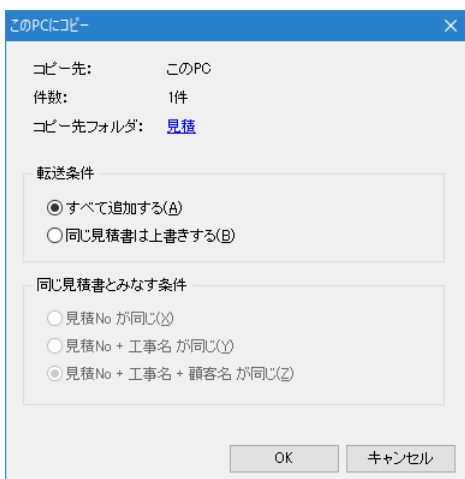 このPCにコピー
コピー先: このPC
件数: 1件
コピー先フォルダ: 見積
転送条件
すべて追加する(A)
同じ見積書は上書きする(B)
同じ見積書とみなす条件
見積No が同じ(X)
見積No + 工事名 が同じ(Y)
見積No + 工事名 + 顧客名 が同じ(Z)
OK キャンセル